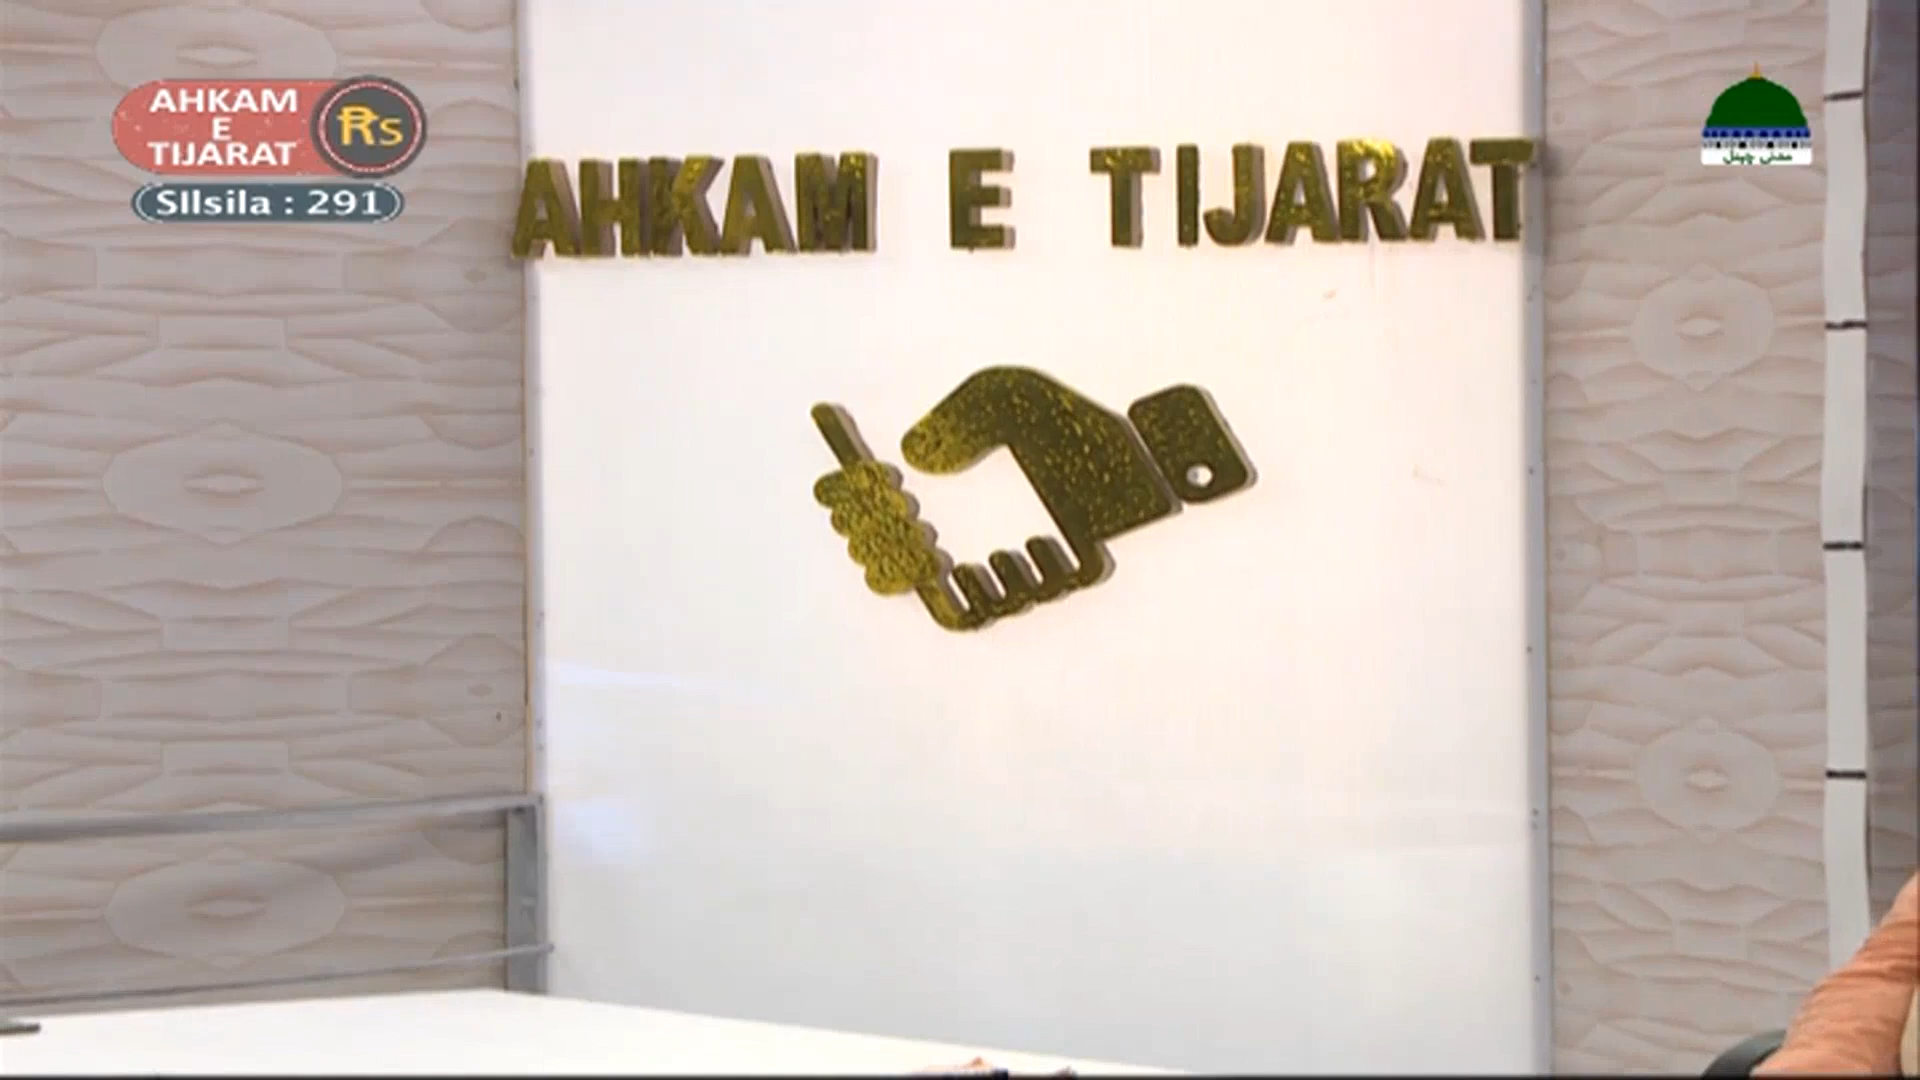 AHKAM
E
TIJARAT
Rs
SIlsila : 291
AHKAM E TIJARAT
مدنی چینل